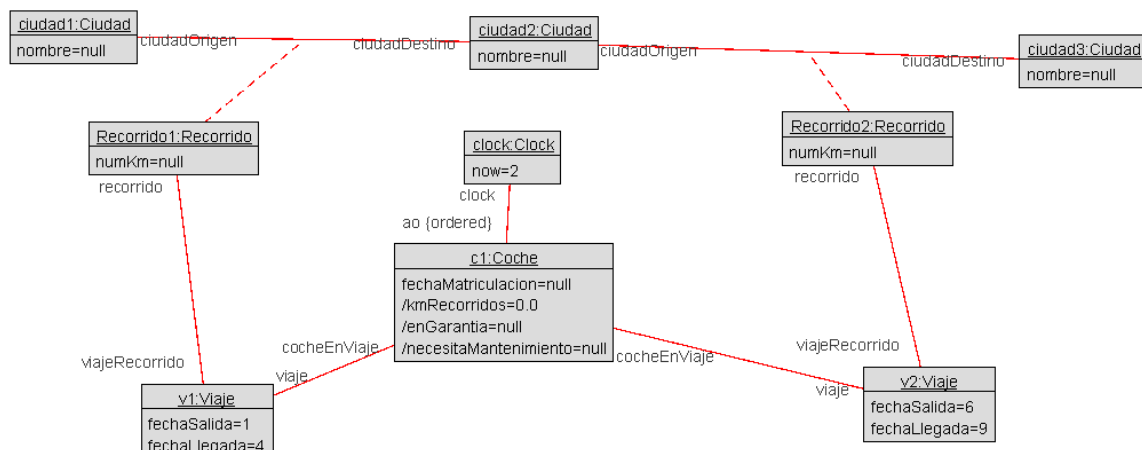 ciudad1:Ciudad
nombre=null
ciudadOrigen
ciudadDestino
ciudad2:Ciudad
nombre=null
ciudadOrigen
ciudadDestino
ciudad3:Ciudad
nombre=null
Recorrido1:Recorrido
numKm=null
recorrido
clock:Clock
now=2
clock
Recorrido2:Recorrido
numKm=null
recorrido
ao {ordered}
c1:Coche
fechaMatriculacion=null
/kmRecorridos=0.0
/enGarantia=null
/necesitaMantenimiento=null
cocheEnViaje
cocheEnViaje
viajeRecorrido
viaje
viajeRecorrido
viaje
v1:Viaje
fechaSalida=1
fechaLlegada=4
v2:Viaje
fechaSalida=6
fechaLlegada=9